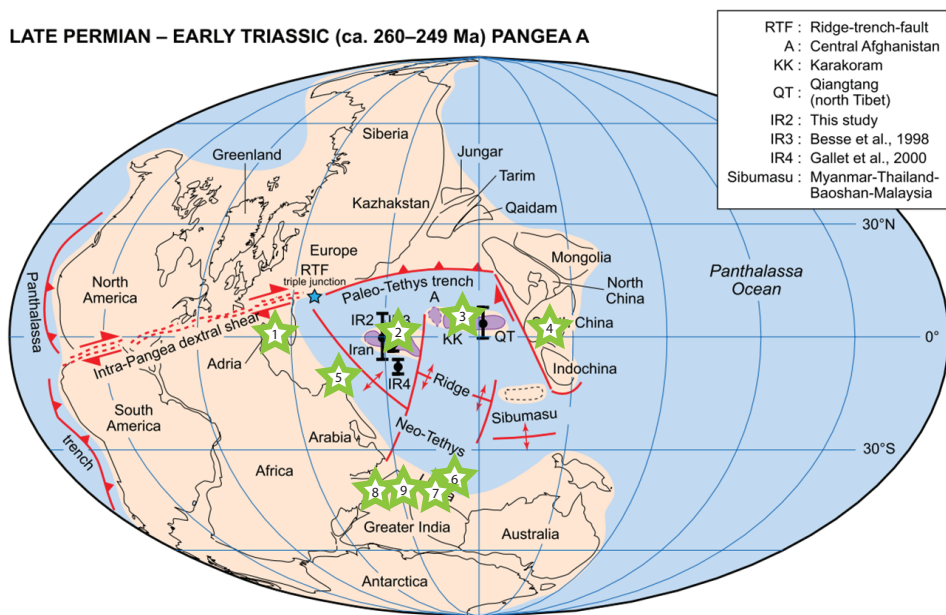 LATE PERMIAN – EARLY TRIASSIC (ca. 260–249 Ma) PANGEA A
RTF : Ridge-trench-fault
A : Central Afghanistan
KK : Karakoram
QT : Qiangtang
(north Tibet)
IR2 : This study
IR3 : Besse et al., 1998
IR4 : Gallet et al., 2000
Sibumasu : Myanmar-Thailand-
Baoshan-Malaysia
Siberia
Greenland
Jungar
Tarim
Kazakhstan
Qaidam
30°N
Europe
Mongolia
RTF
triple junction
Paleo-Tethys trench
North
China
Panthalassa
Ocean
Panthalassa
North
America
A
IR2
3
1
2
3
4
China
KK
QT
0°
Intra-Pangea dextral shear
Adria
Iran
Indochina
5
IR4
Ridge
Sibumasu
South
America
trench
Arabia
Neo-Tethys
30°S
Africa
6
8
9
7
Greater India
Australia
Antarctica